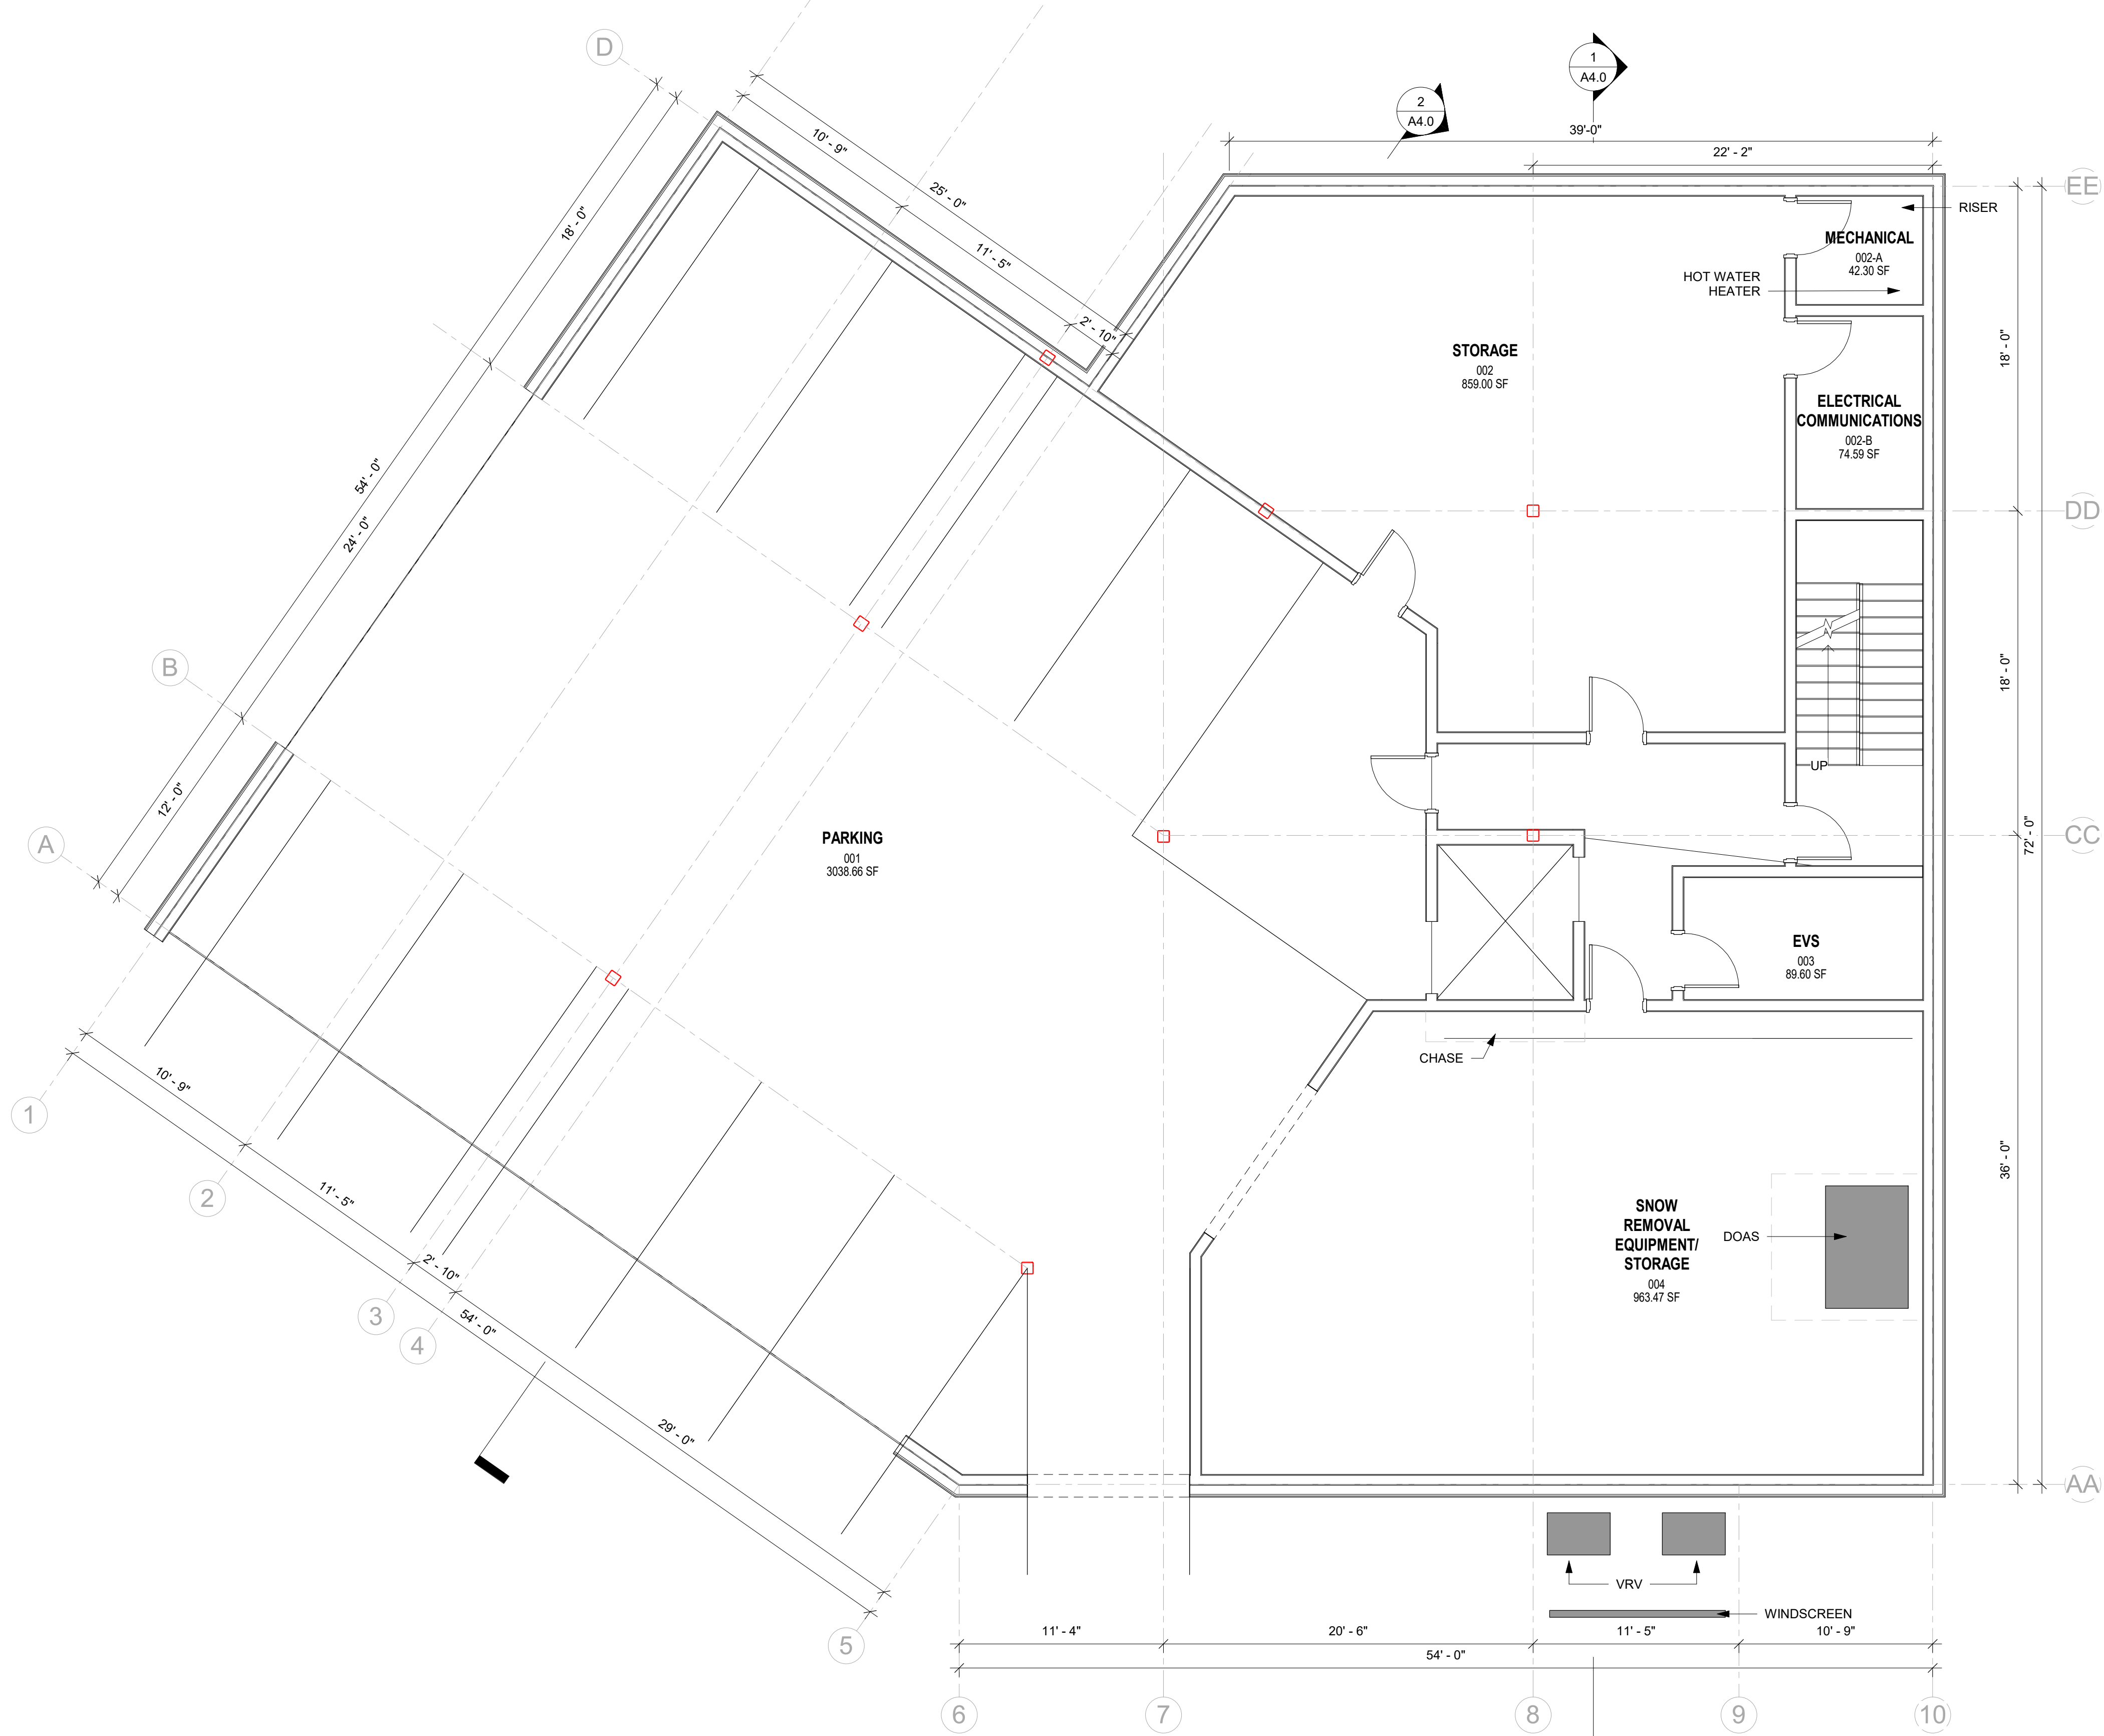 D
1
A4.0
2
A4.0
39'-0"
22' - 2"
10' - 9"
25' - 0"
11' - 5"
2' - 10"
18' - 0"
54' - 0"
24' - 0"
12' - 0"
EE
RISER
MECHANICAL
002-A
42.30 SF
HOT WATER
HEATER
STORAGE
002
859.00 SF
ELECTRICAL
COMMUNICATIONS
002-B
74.59 SF
18' - 0"
DD
18' - 0"
B
A
UP
PARKING
001
3038.66 SF
CC
72' - 0"
EVS
003
89.60 SF
CHASE
36' - 0"
SNOW
REMOVAL
EQUIPMENT/
STORAGE
004
963.47 SF
DOAS
1
10' - 9"
2
11' - 5"
2' - 10"
3
4
54' - 0"
29' - 0"
5
AA
VRV
WINDSCREEN
11' - 4"
20' - 6"
11' - 5"
10' - 9"
54' - 0"
6
7
8
9
10